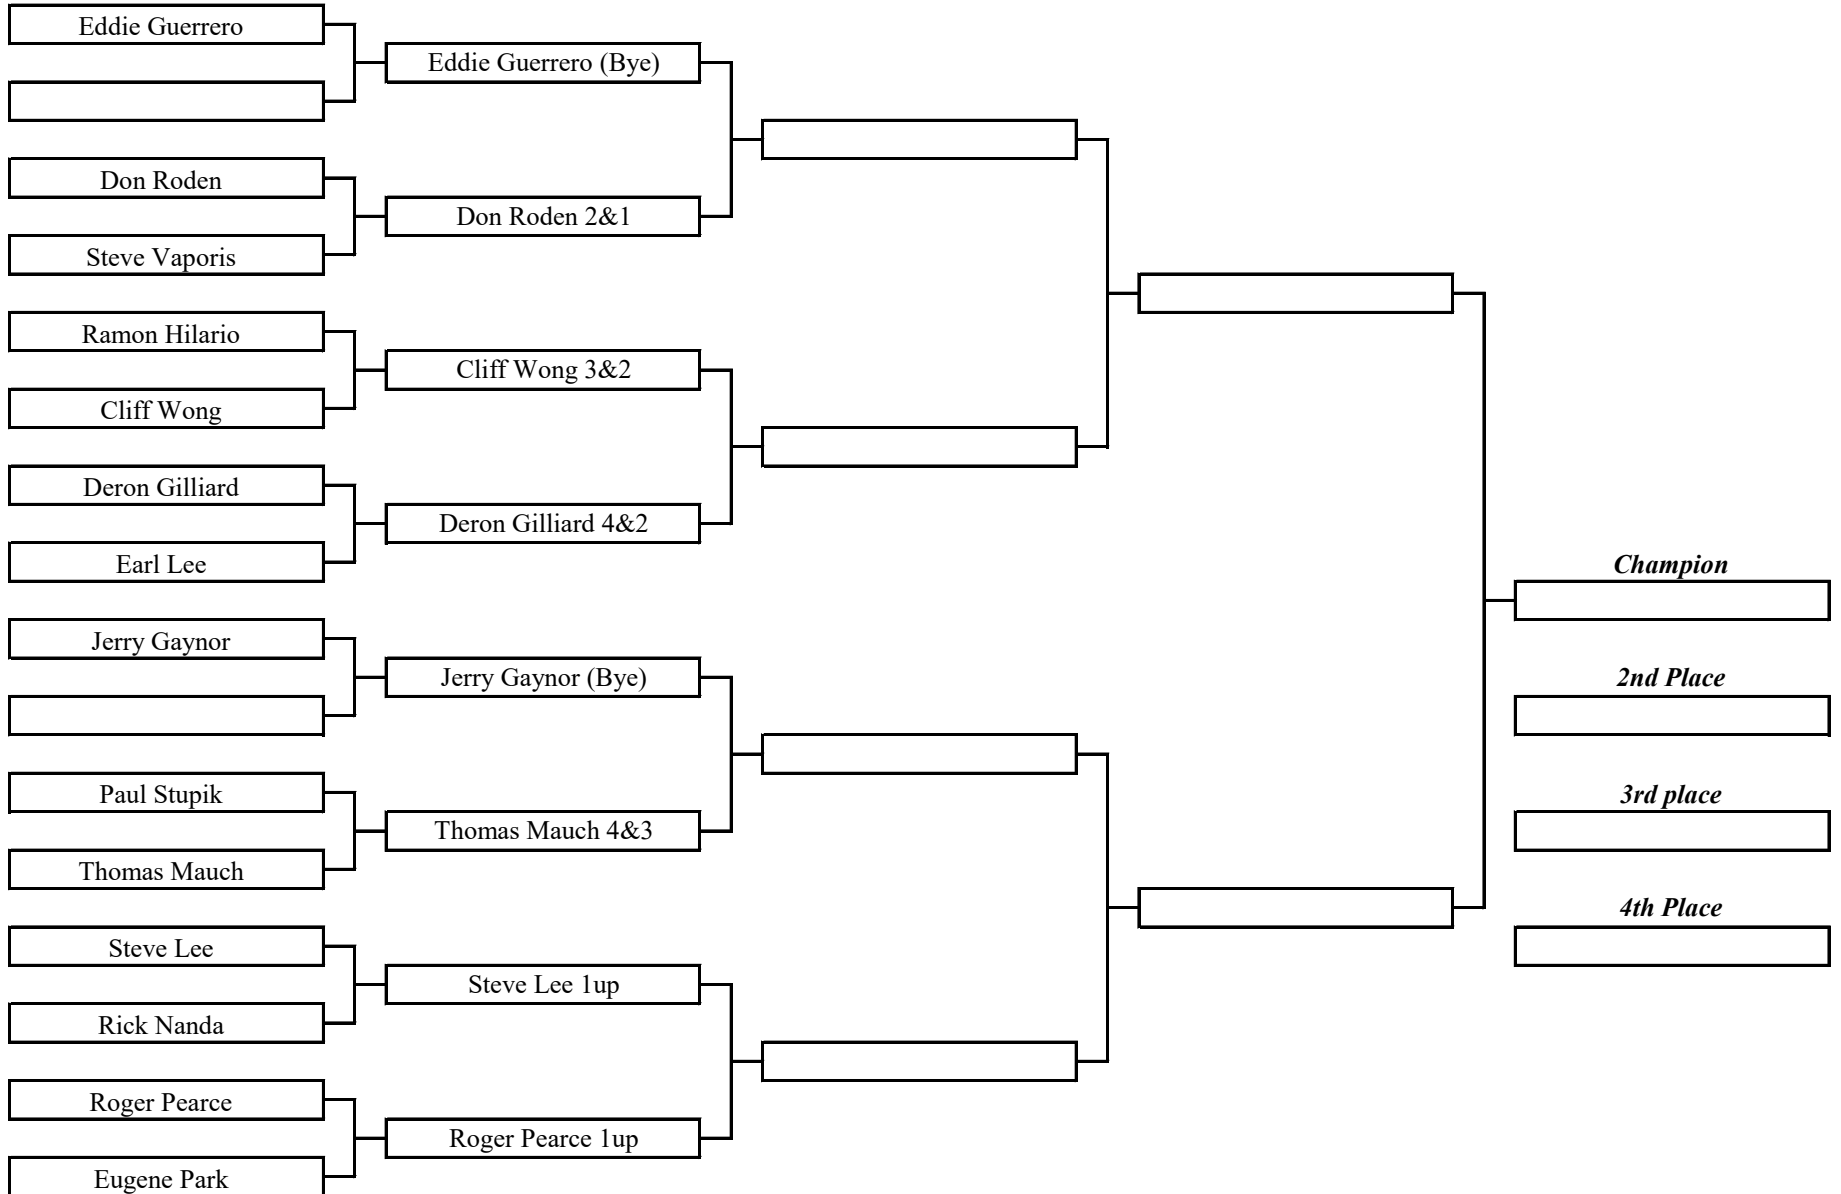 Eddie Guerrero
Eddie Guerrero (Bye)
Don Roden
Don Roden 2&1
Steve Vaporis
Ramon Hilario
Cliff Wong 3&2
Cliff Wong
Deron Gilliard
Deron Gilliard 4&2
Earl Lee
Champion
Jerry Gaynor
Jerry Gaynor (Bye)
2nd Place
Paul Stupik
3rd place
Thomas Mauch 4&3
Thomas Mauch
4th Place
Steve Lee
Steve Lee 1up
Rick Nanda
Roger Pearce
Roger Pearce 1up
Eugene Park